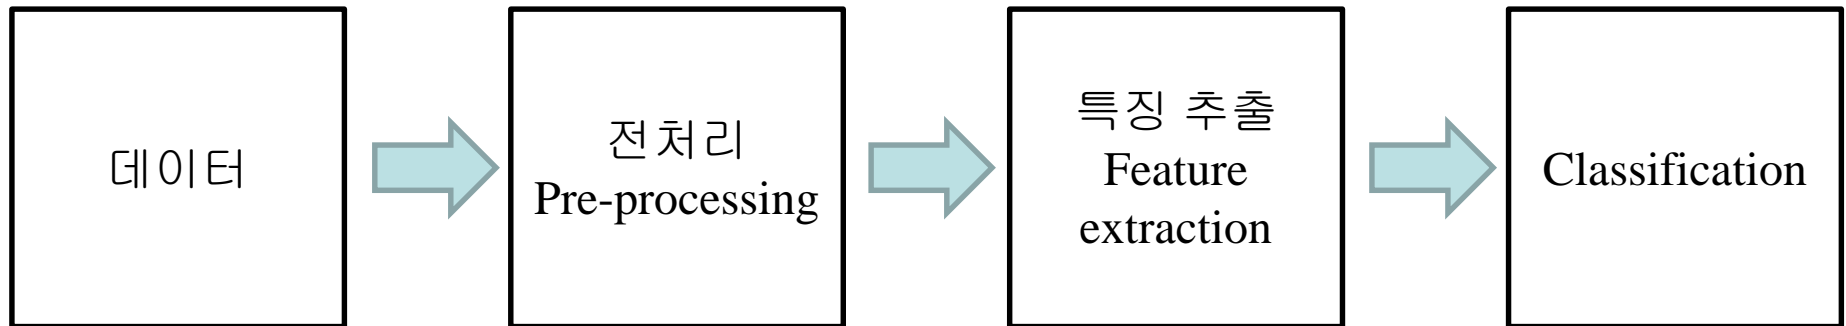 데이터
전처리
Pre-processing
특징 추출
Feature
extraction
Classification